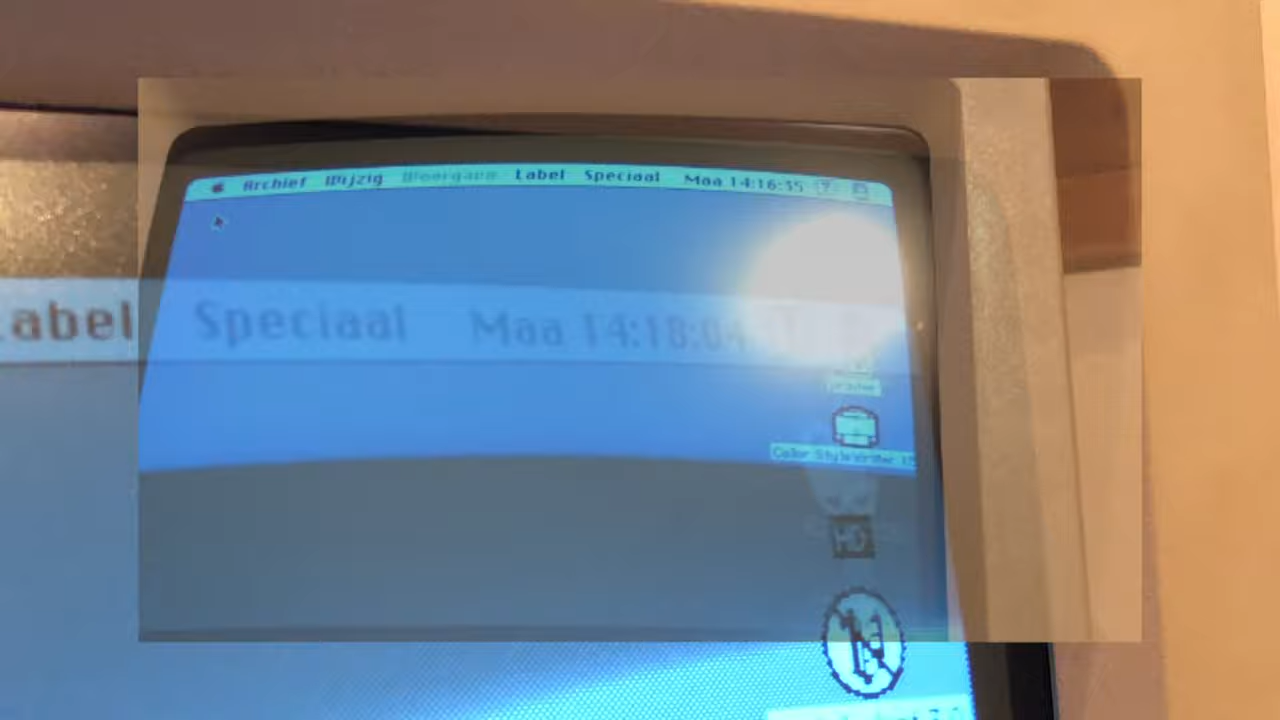 Archief Wijzig Weergave Label Speciaal Maa 14:16:35
Label Speciaal Maa 14:18:04
Color StyleWriter